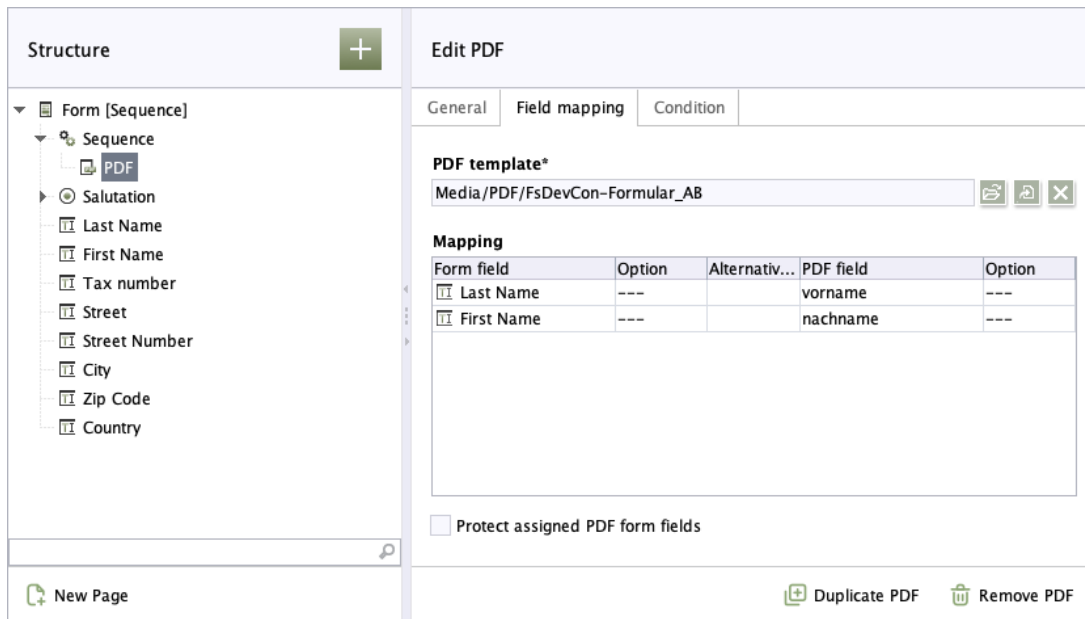 Structure
Form [Sequence]
Sequence
PDF
Salutation
Last Name
First Name
Tax number
Street
Street Number
City
Zip Code
Country
New Page
Edit PDF
General Field mapping Condition
PDF template*
Media/PDF/FsDevCon-Formular_AB
Mapping
Form field Option Alternativ... PDF field Option
Last Name --- vorname ---
First Name --- nachname ---
Protect assigned PDF form fields
Duplicate PDF Remove PDF